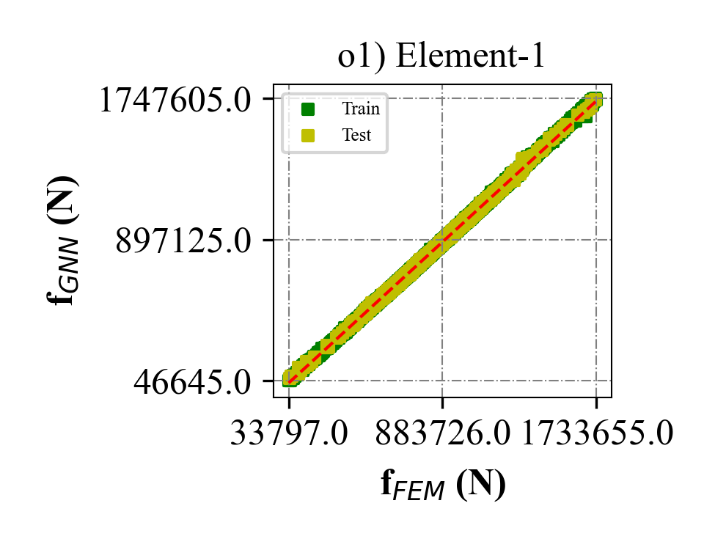 o1) Element-1
1747605.0
897125.0
46645.0
f_GNN (N)
Train
Test
33797.0 883726.0 1733655.0
f_FEM (N)